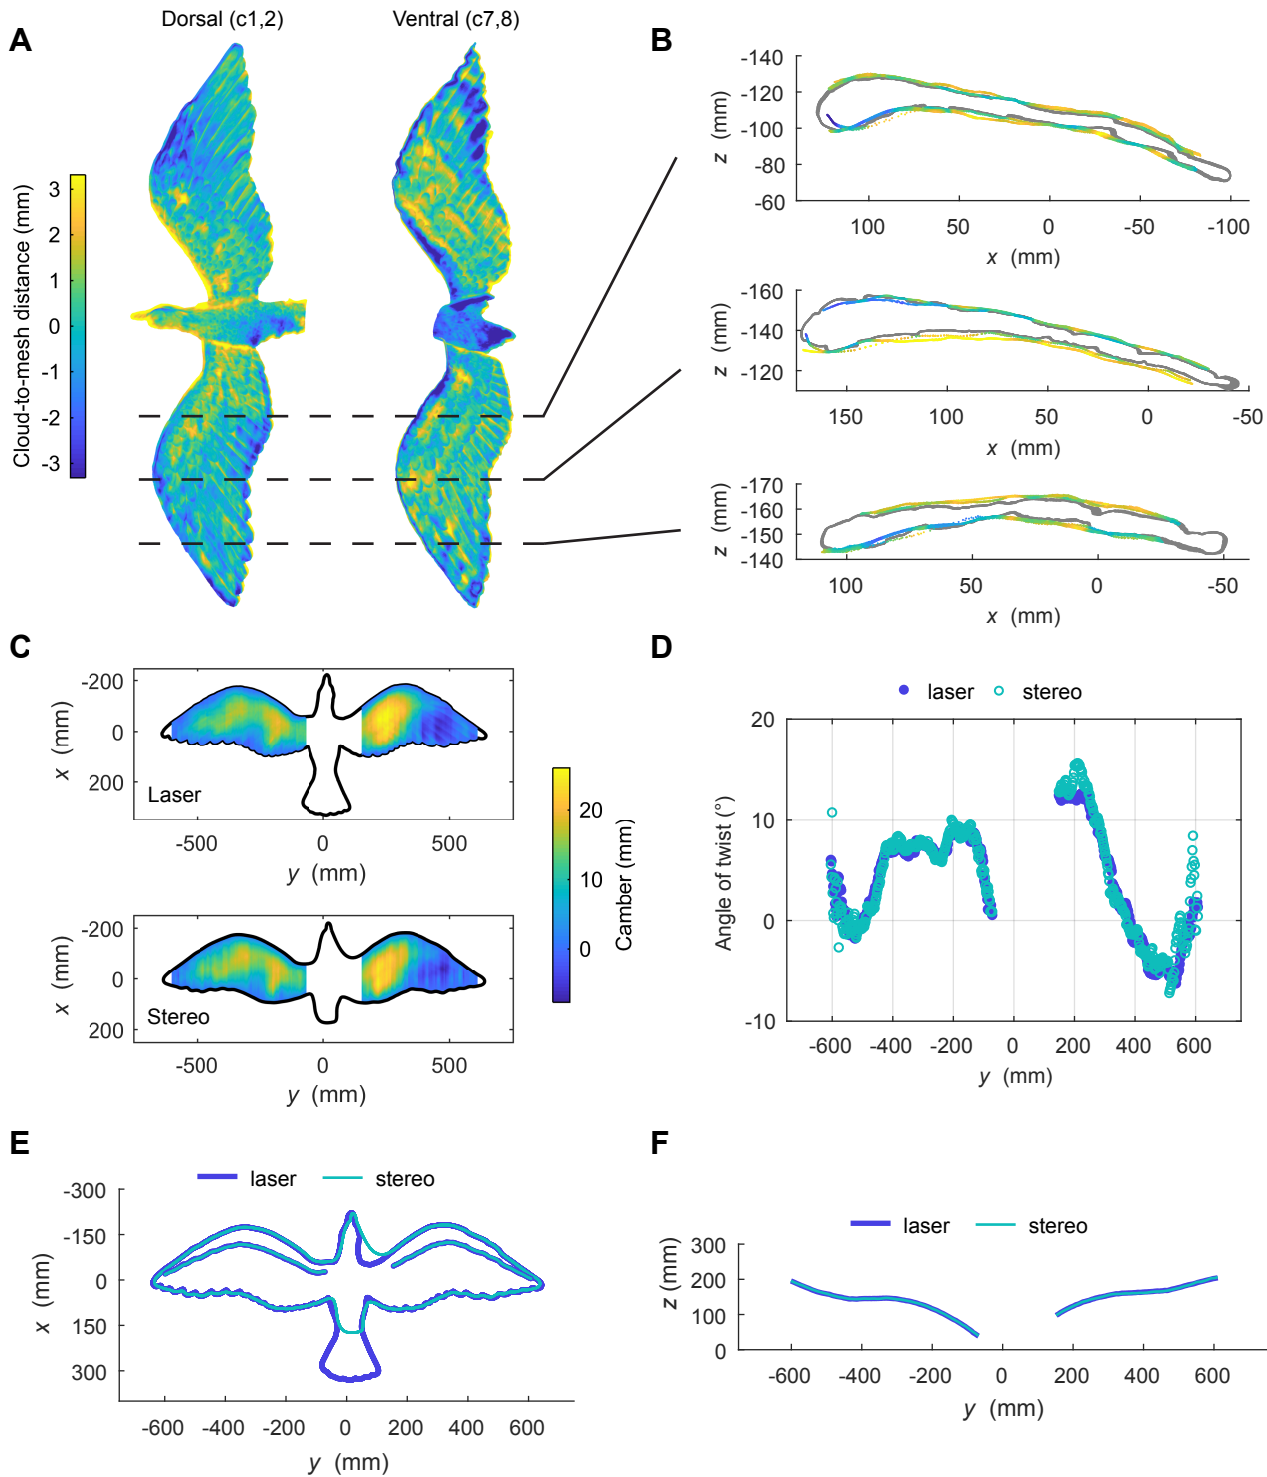 A
Dorsal (c1,2)
Ventral (c7,8)
Cloud-to-mesh distance (mm)
3
2
1
0
-1
-2
-3
B
z (mm)
-140
-120
-100
-80
-60
100
50
0
-50
-100
x (mm)
z (mm)
-160
-140
-120
150
100
50
0
-50
x (mm)
z (mm)
-170
-160
-150
-140
100
50
0
-50
x (mm)
C
x (mm)
-200
0
200
Laser
-500
0
500
y (mm)
x (mm)
-200
0
200
Stereo
-500
0
500
y (mm)
20
10
0
Camber (mm)
D
laser
stereo
Angle of twist (°)
20
10
0
-10
-600
-400
-200
0
200
400
600
y (mm)
E
laser
stereo
x (mm)
-300
-150
0
150
300
-600
-400
-200
0
200
400
600
y (mm)
F
laser
stereo
z (mm)
300
200
100
0
-600
-400
-200
0
200
400
600
y (mm)